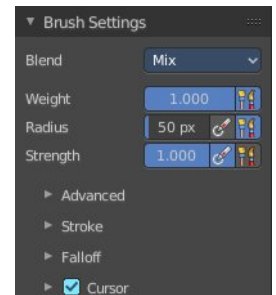 Brush Settings
Blend Mix
Weight 1.000
Radius 50 px
Strength 1.000
Advanced
Stroke
Falloff
Cursor